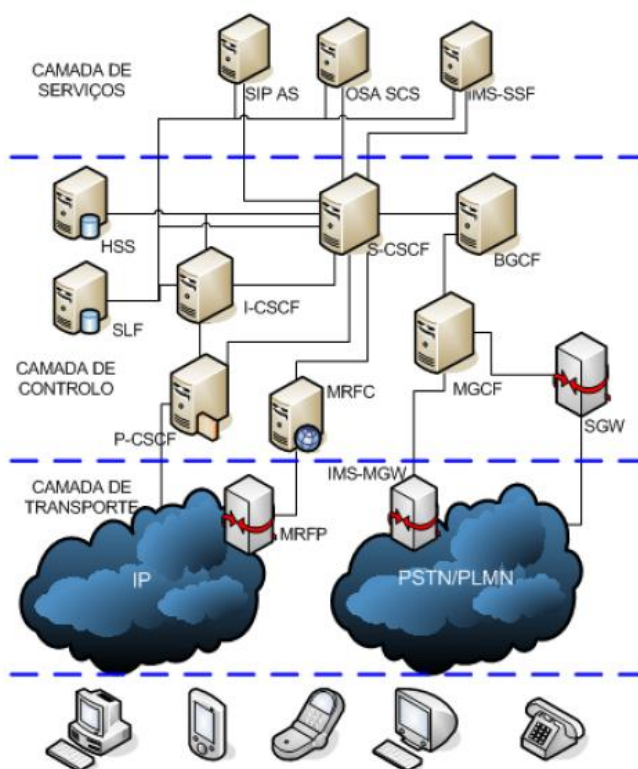 CAMADA DE
SERVIÇOS
SIP AS
OSA SCS
IMS-SSF
HSS
S-CSCF
BGCF
SLF
I-CSCF
CAMADA DE
CONTROLO
P-CSCF
MRFC
MGCF
SGW
CAMADA DE
TRANSPORTE
IMS-MGW
MRFP
IP
PSTN/PLMN